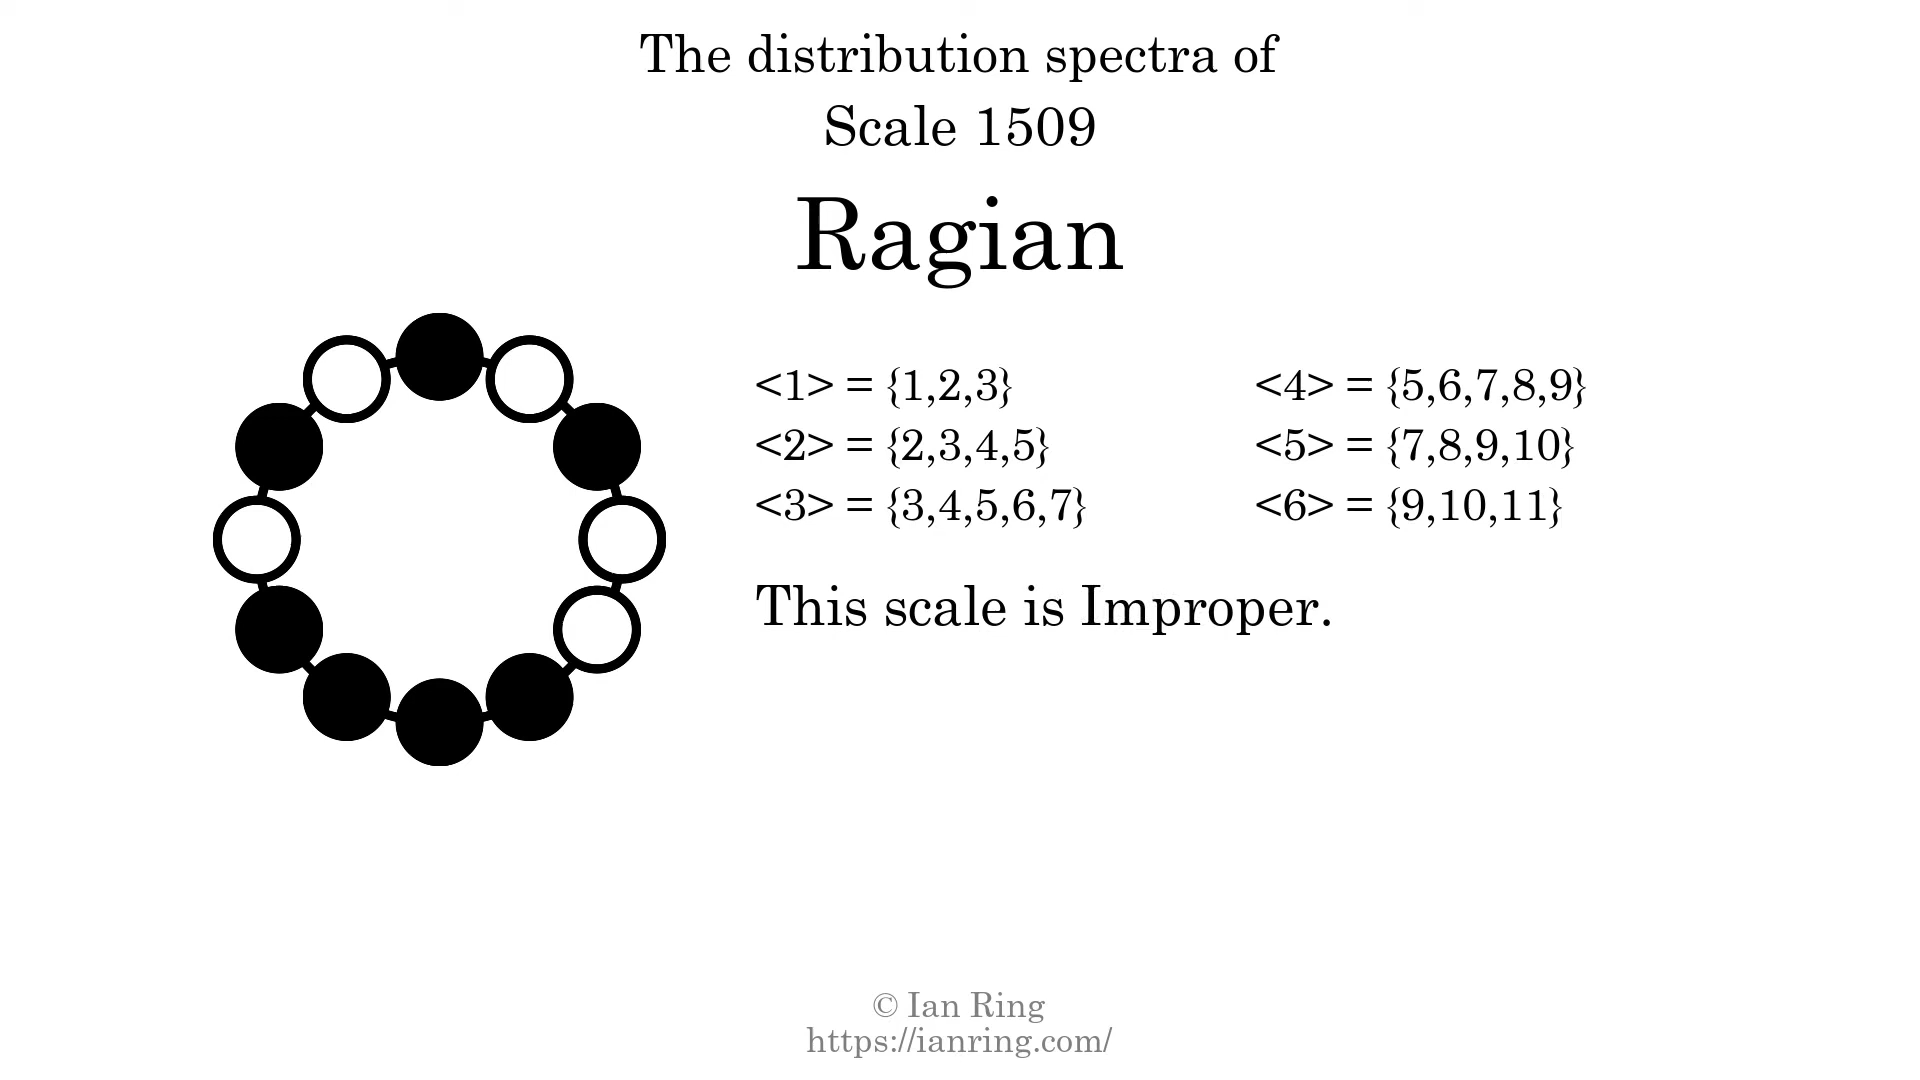 The distribution spectra of
Scale 1509
Ragian
<1> = {1,2,3}
<2> = {2,3,4,5}
<3> = {3,4,5,6,7}
<4> = {5,6,7,8,9}
<5> = {7,8,9,10}
<6> = {9,10,11}
This scale is Improper.
© Ian Ring
https://ianring.com/